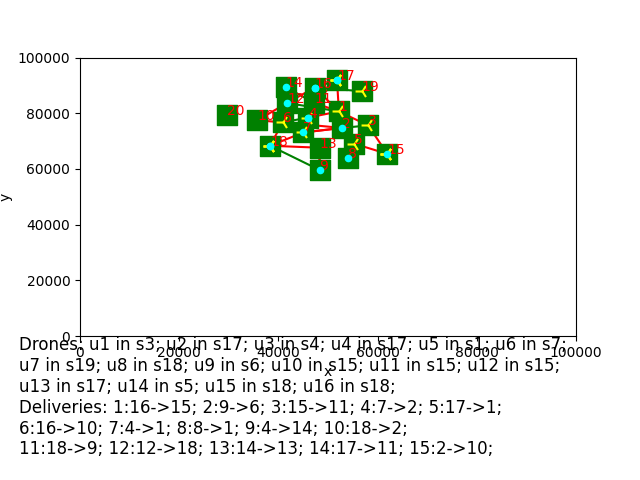 100000
80000
60000
40000
20000
0
y
0 20000 40000 60000 80000 100000
x
20
19
15
Drones: u1 in s3; u2 in s17; u3 in s4; u4 in s17; u5 in s1; u6 in s7;
u7 in s19; u8 in s18; u9 in s6; u10 in s15; u11 in s15; u12 in s15;
u13 in s17; u14 in s5; u15 in s18; u16 in s18;
Deliveries: 1:16->15; 2:9->6; 3:15->11; 4:7->2; 5:17->1;
6:16->10; 7:4->1; 8:8->1; 9:4->14; 10:18->2;
11:18->9; 12:12->18; 13:14->13; 14:17->11; 15:2->10;